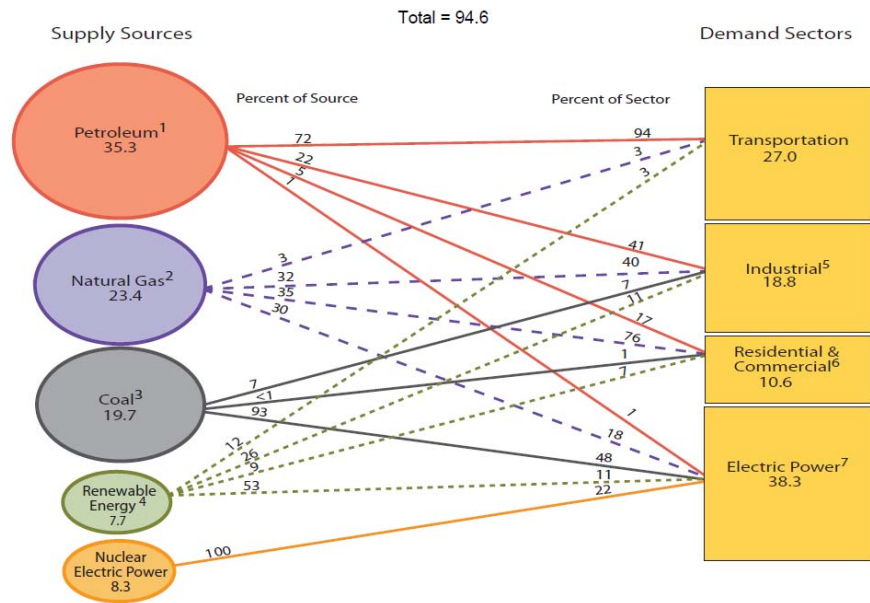 Total = 94.6
Supply Sources
Demand Sectors
Percent of Source
Percent of Sector
Petroleum1
35.3
72
22
5
1
94
3
3
Transportation
27.0
Natural Gas2
23.4
3
32
35
30
41
40
7
11
Industrial5
18.8
Coal3
19.7
7
<1
93
17
76
1
7
Residential &
Commercial6
10.6
Renewable
Energy 4
7.7
12
26
9
53
1
18
48
11
22
Electric Power7
38.3
Nuclear
Electric Power
8.3
100